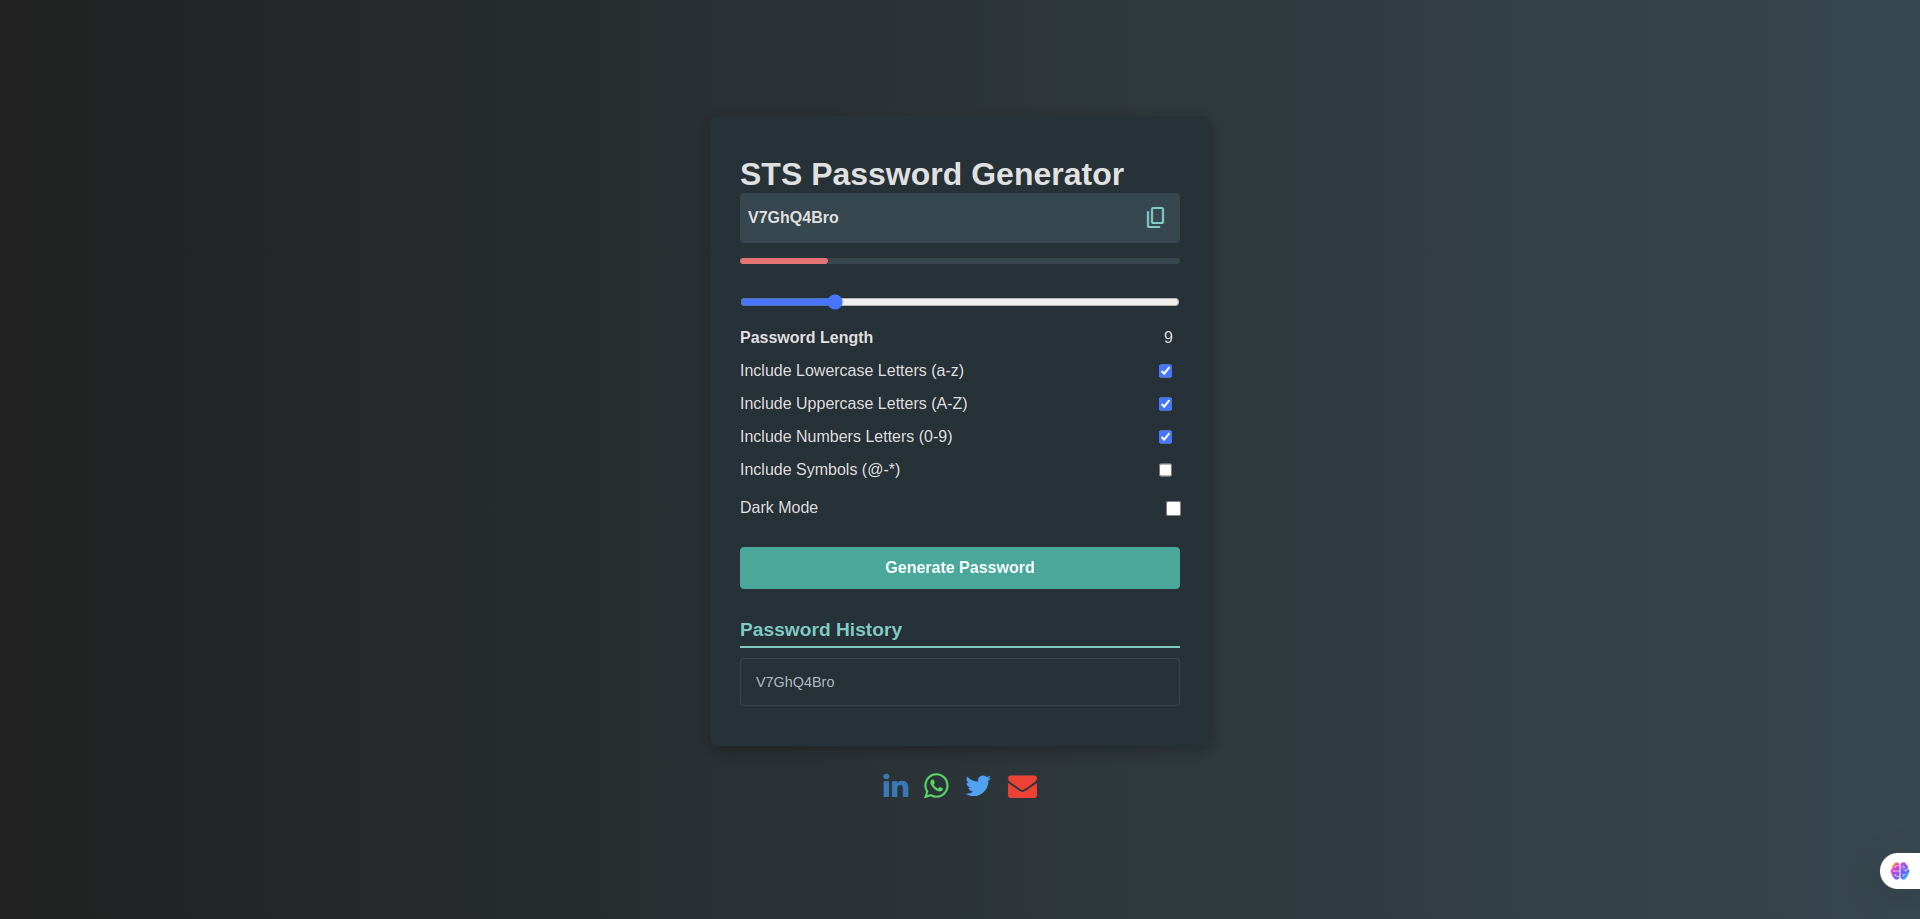 STS Password Generator
V7GhQ4Bro
Password Length 9
Include Lowercase Letters (a-z)
Include Uppercase Letters (A-Z)
Include Numbers Letters (0-9)
Include Symbols (@-*)
Dark Mode
Generate Password
Password History
V7GhQ4Bro
in